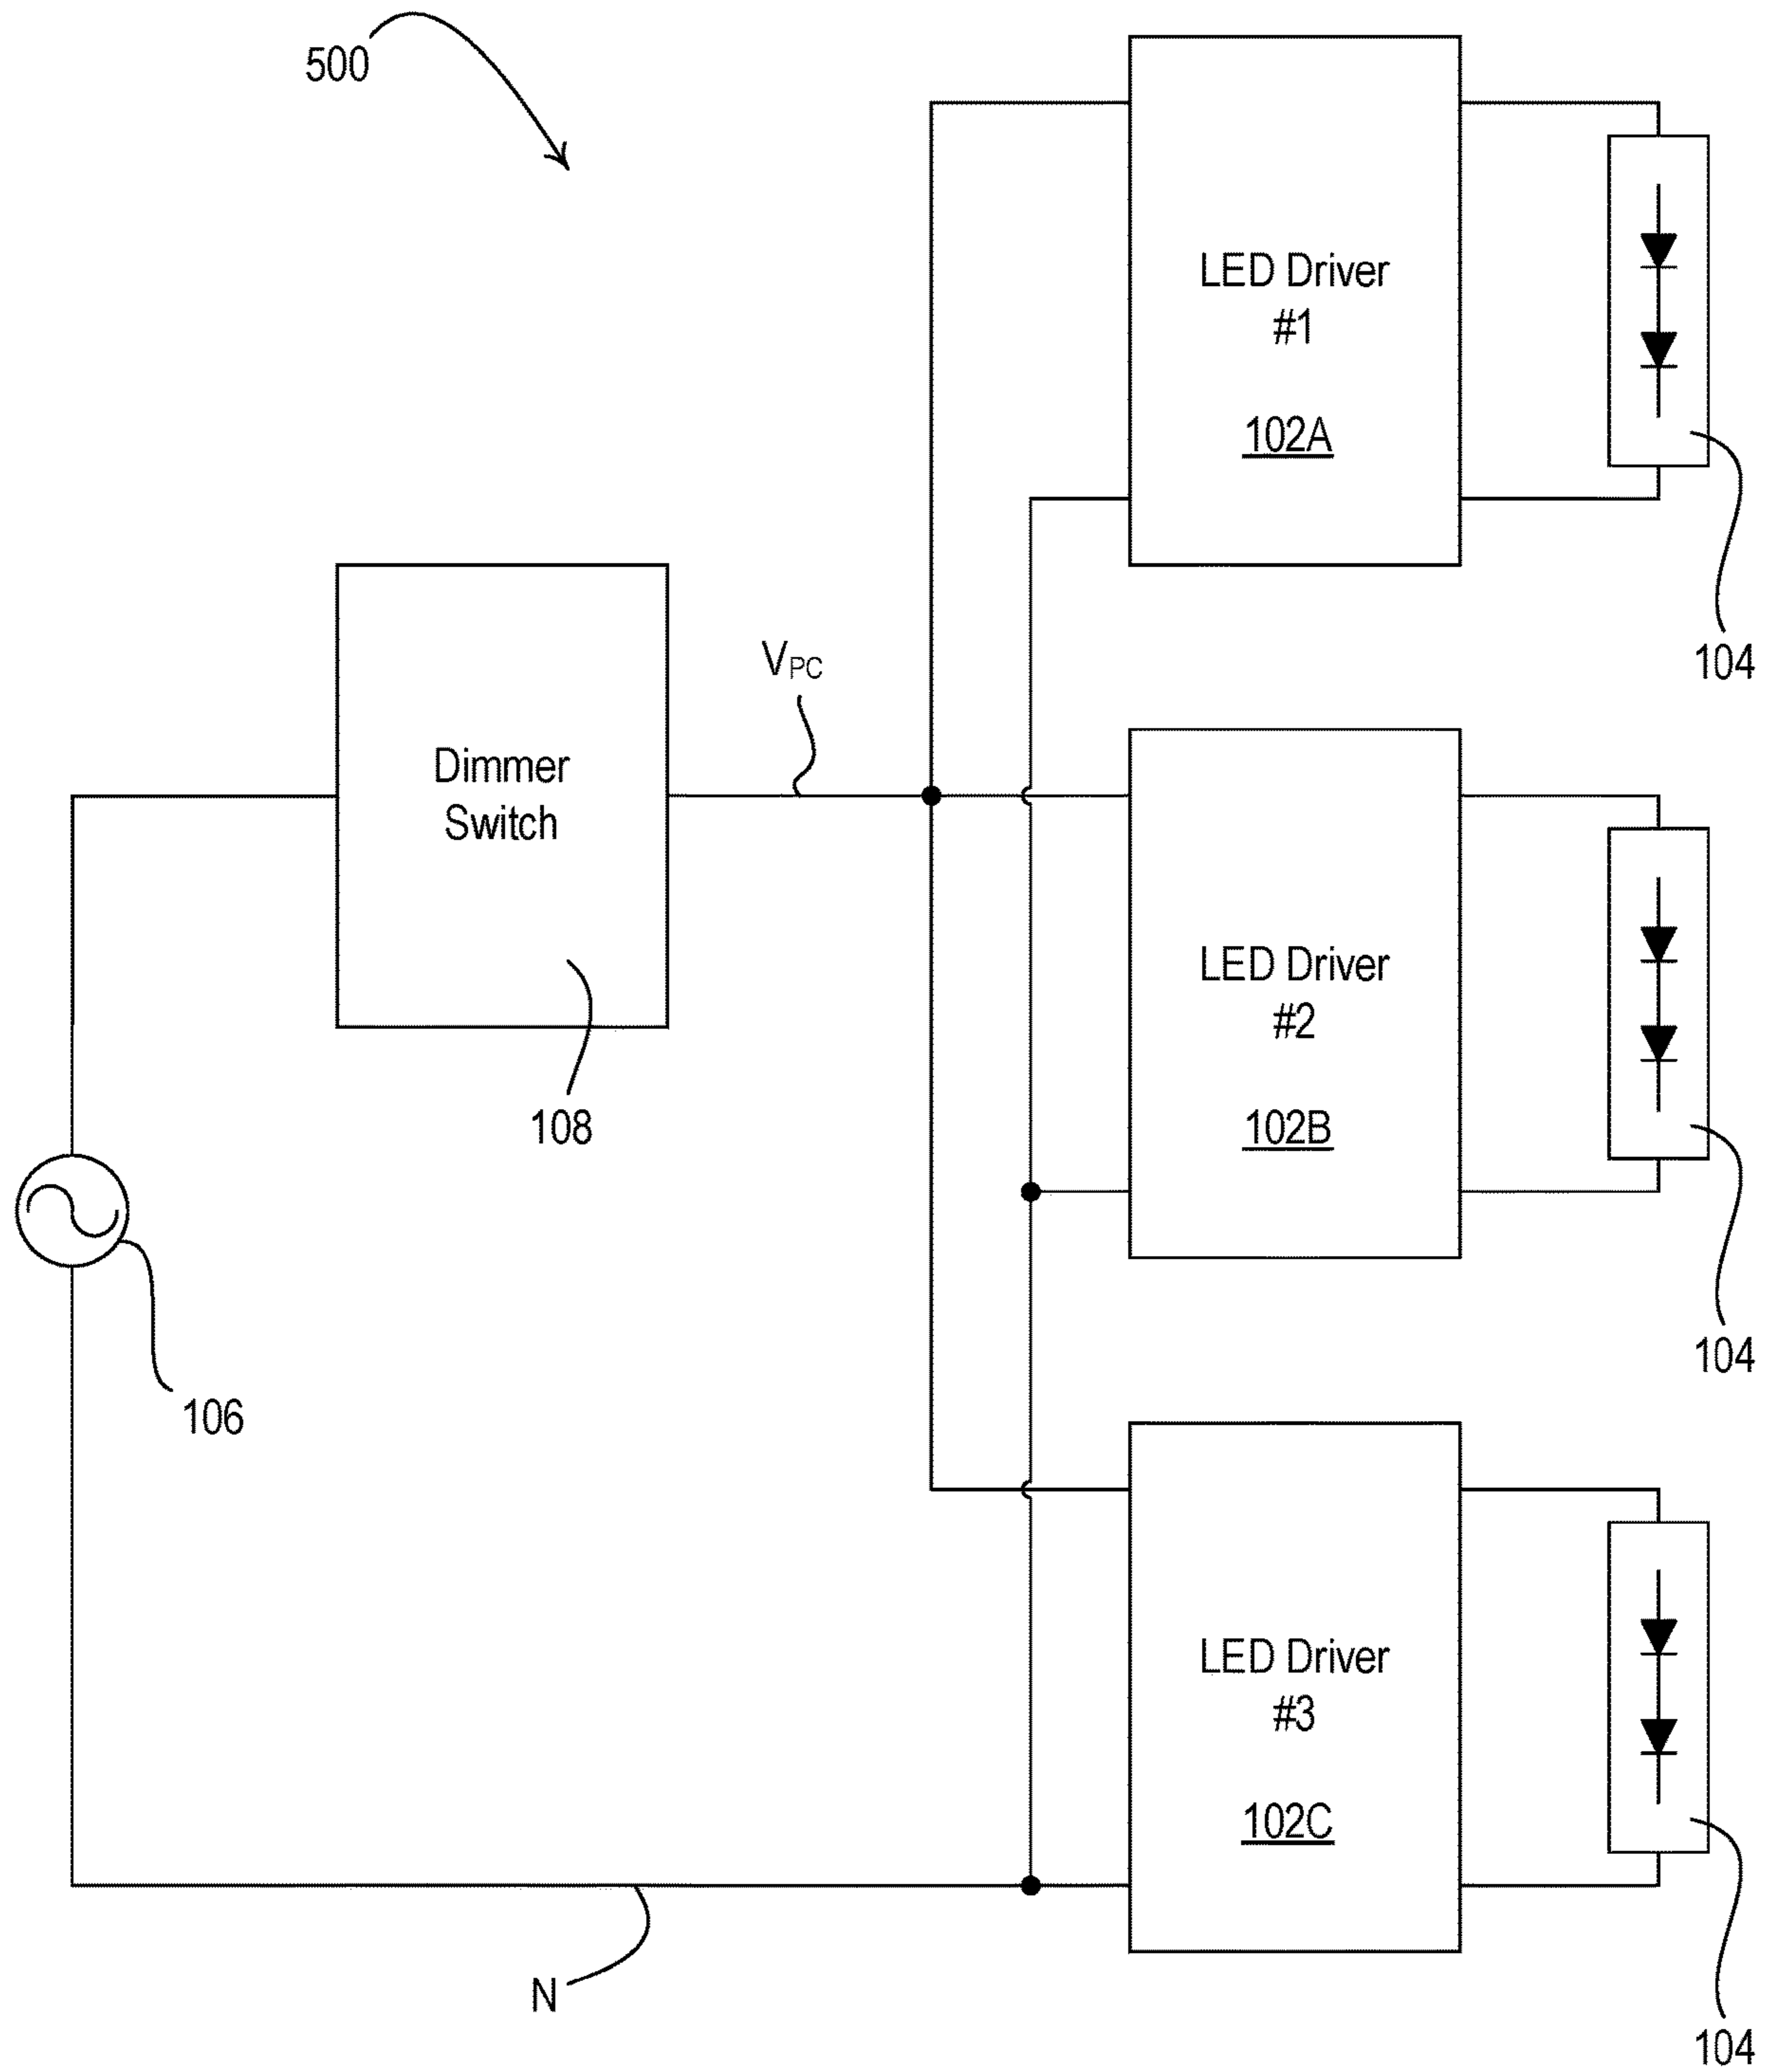 500
LED Driver
#1
102A
104
VPC
Dimmer
Switch
108
LED Driver
#2
102B
104
106
LED Driver
#3
102C
N
104